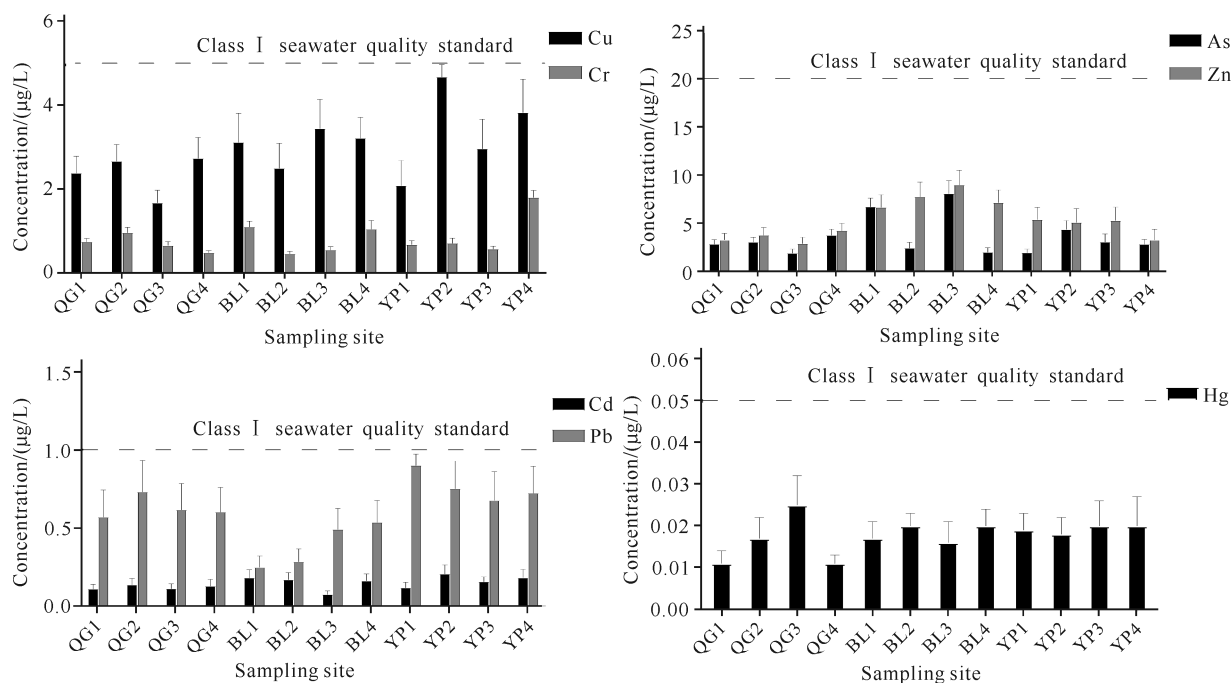 6
4
2
0
Concentration/(μg/L)
Class Ⅰ seawater quality standard
Cu
Cr
QG1 QG2 QG3 QG4 BL1 BL2 BL3 BL4 YP1 YP2 YP3 YP4
Sampling site
25
20
15
10
5
0
Concentration/(μg/L)
Class Ⅰ seawater quality standard
As
Zn
QG1 QG2 QG3 QG4 BL1 BL2 BL3 BL4 YP1 YP2 YP3 YP4
Sampling site
1.5
1.0
0.5
0.0
Concentration/(μg/L)
Class Ⅰ seawater quality standard
Cd
Pb
QG1 QG2 QG3 QG4 BL1 BL2 BL3 BL4 YP1 YP2 YP3 YP4
Sampling site
0.06
0.05
0.04
0.03
0.02
0.01
0.00
Concentration/(μg/L)
Class Ⅰ seawater quality standard
Hg
QG1 QG2 QG3 QG4 BL1 BL2 BL3 BL4 YP1 YP2 YP3 YP4
Sampling site